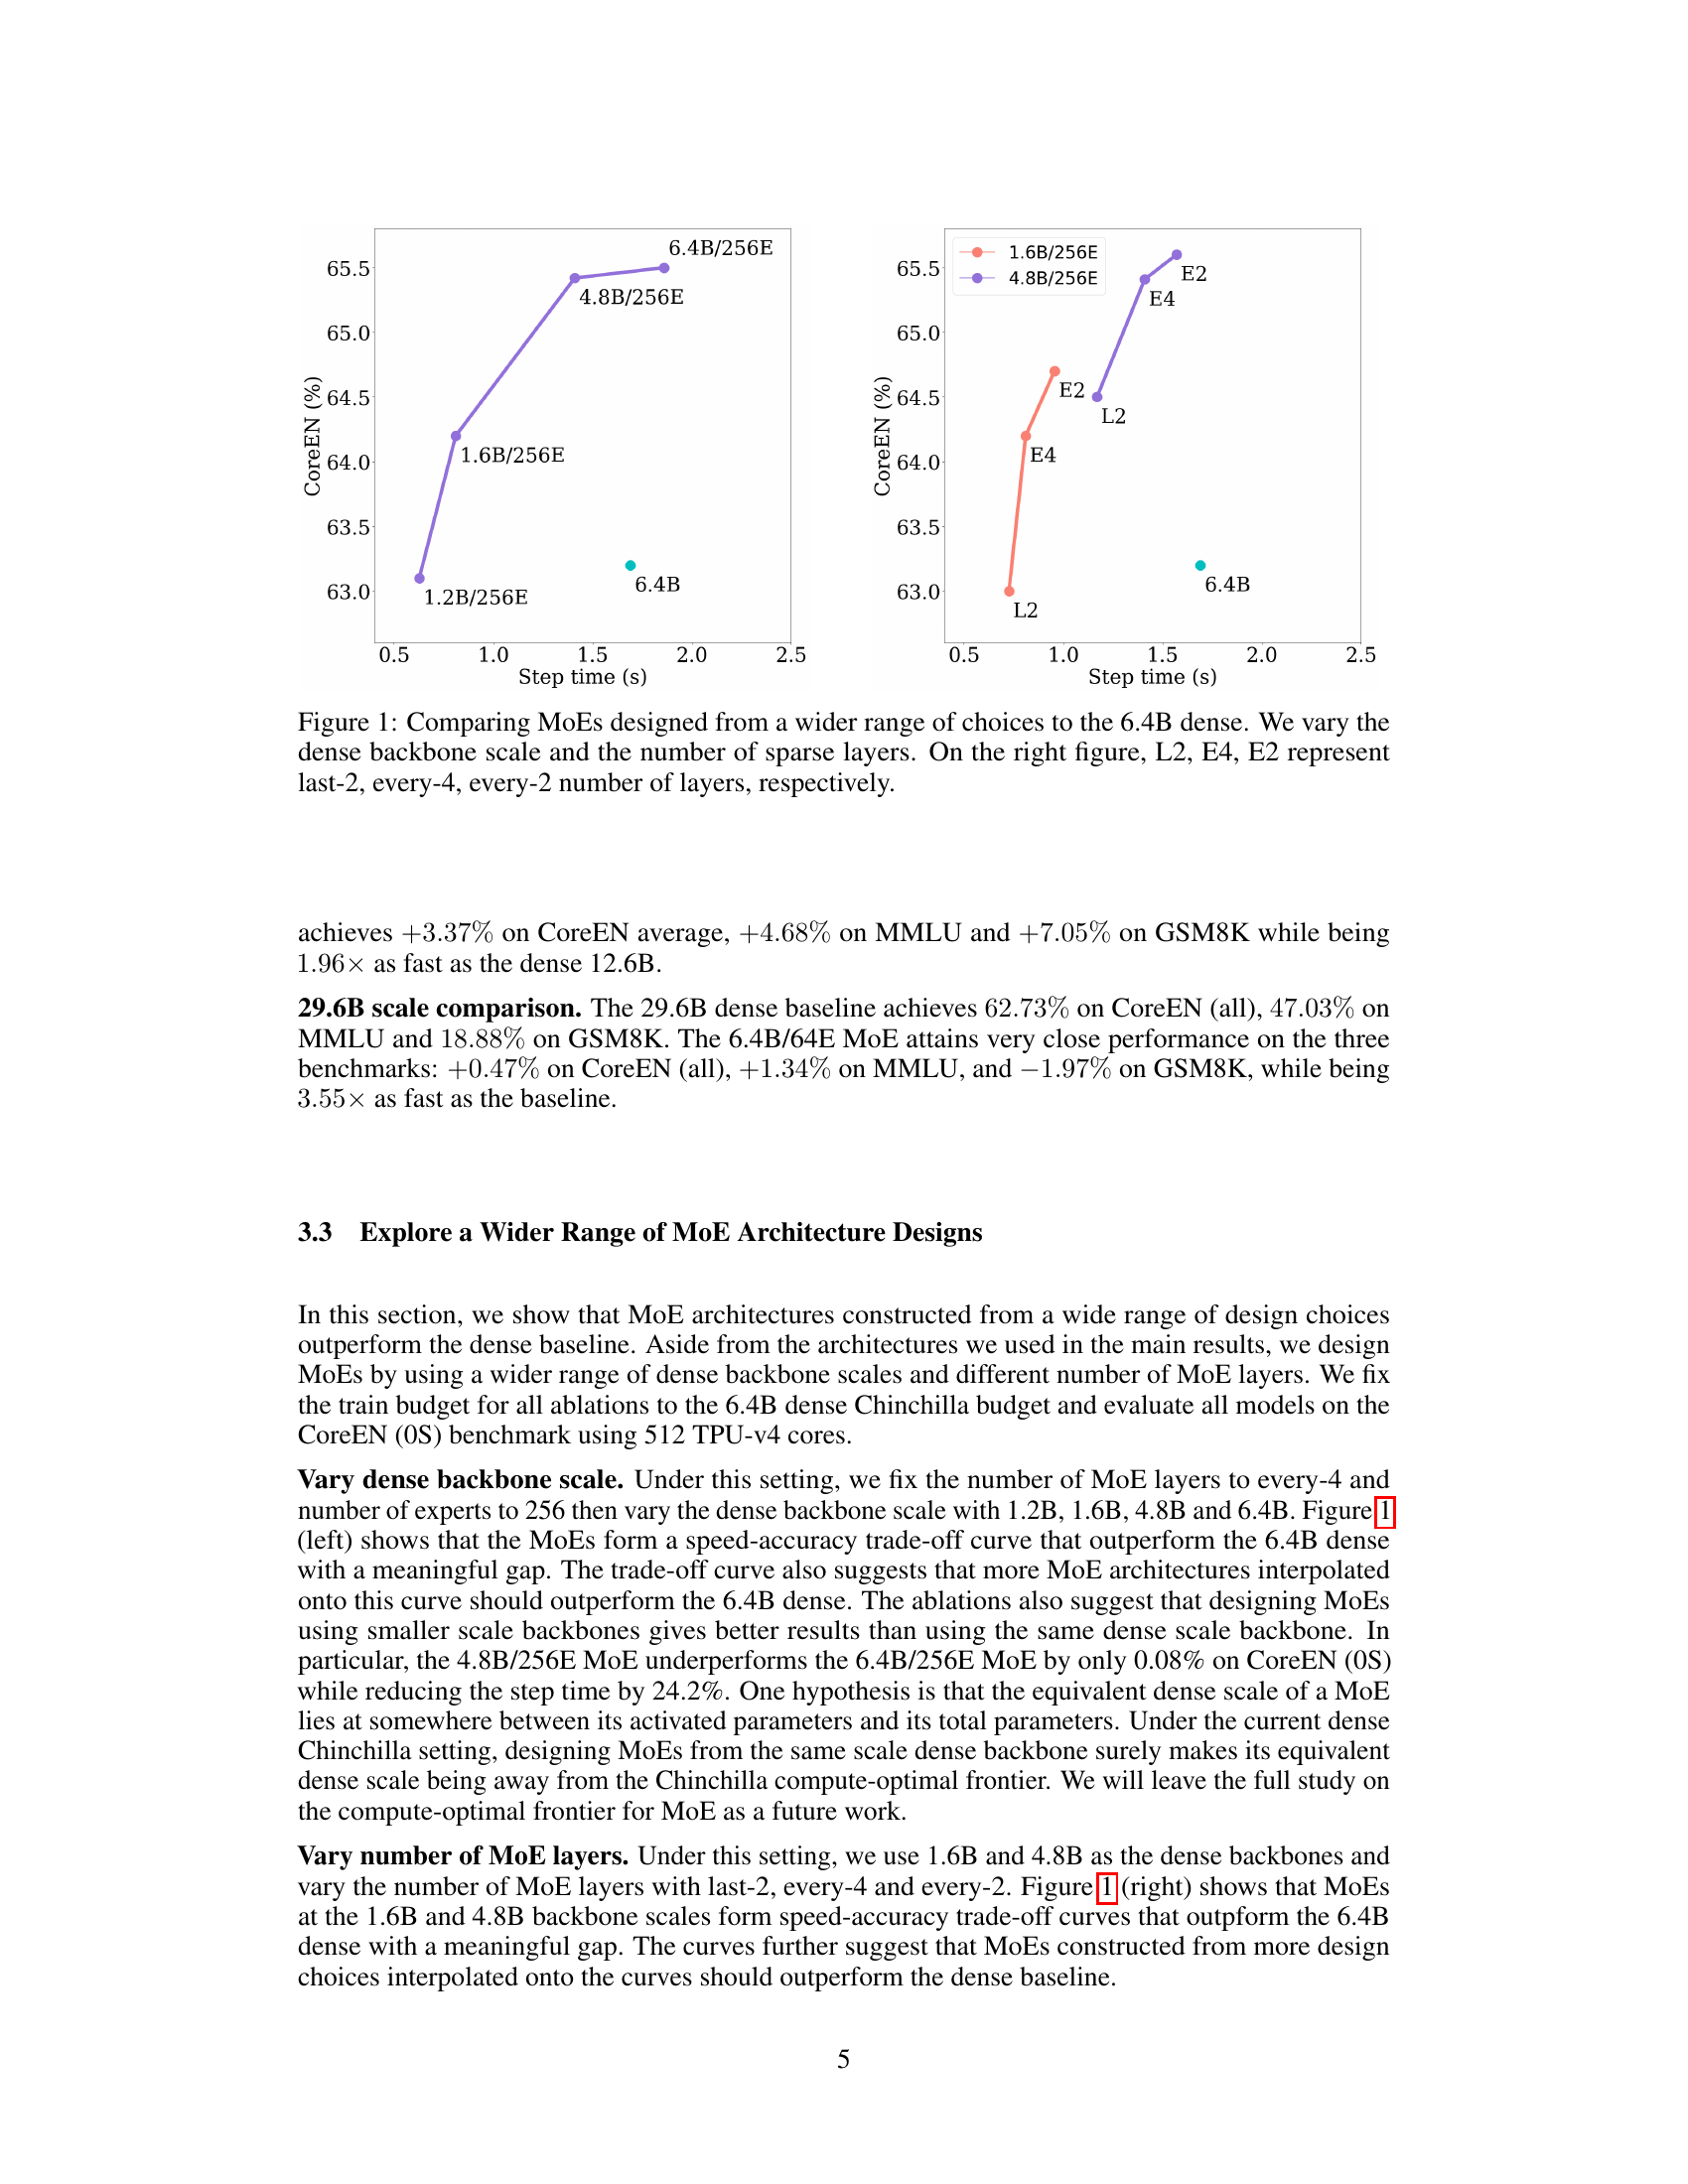 65.5
65.0
64.5
64.0
63.5
63.0
CoreEN (%)
6.4B/256E
4.8B/256E
1.6B/256E
1.2B/256E
6.4B
0.5 1.0 1.5 2.0 2.5
Step time (s)
1.6B/256E
4.8B/256E
65.5
65.0
64.5
64.0
63.5
63.0
CoreEN (%)
E2
E4
L2
E2
E4
L2
6.4B
0.5 1.0 1.5 2.0 2.5
Step time (s)
Figure 1: Comparing MoEs designed from a wider range of choices to the 6.4B dense. We vary the
dense backbone scale and the number of sparse layers. On the right figure, L2, E4, E2 represent
last-2, every-4, every-2 number of layers, respectively.
achieves +3.37% on CoreEN average, +4.68% on MMLU and +7.05% on GSM8K while being
1.96× as fast as the dense 12.6B.
29.6B scale comparison. The 29.6B dense baseline achieves 62.73% on CoreEN (all), 47.03% on
MMLU and 18.88% on GSM8K. The 6.4B/64E MoE attains very close performance on the three
benchmarks: +0.47% on CoreEN (all), +1.34% on MMLU, and −1.97% on GSM8K, while being
3.55× as fast as the baseline.
3.3 Explore a Wider Range of MoE Architecture Designs
In this section, we show that MoE architectures constructed from a wide range of design choices
outperform the dense baseline. Aside from the architectures we used in the main results, we design
MoEs by using a wider range of dense backbone scales and different number of MoE layers. We fix
the train budget for all ablations to the 6.4B dense Chinchilla budget and evaluate all models on the
CoreEN (0S) benchmark using 512 TPU-v4 cores.
Vary dense backbone scale. Under this setting, we fix the number of MoE layers to every-4 and
number of experts to 256 then vary the dense backbone scale with 1.2B, 1.6B, 4.8B and 6.4B. Figure 1
(left) shows that the MoEs form a speed-accuracy trade-off curve that outperform the 6.4B dense
with a meaningful gap. The trade-off curve also suggests that more MoE architectures interpolated
onto this curve should outperform the 6.4B dense. The ablations also suggest that designing MoEs
using smaller scale backbones gives better results than using the same dense scale backbone. In
particular, the 4.8B/256E MoE underperforms the 6.4B/256E MoE by only 0.08% on CoreEN (0S)
while reducing the step time by 24.2%. One hypothesis is that the equivalent dense scale of a MoE
lies at somewhere between its activated parameters and its total parameters. Under the current dense
Chinchilla setting, designing MoEs from the same scale dense backbone surely makes its equivalent
dense scale being away from the Chinchilla compute-optimal frontier. We will leave the full study on
the compute-optimal frontier for MoE as a future work.
Vary number of MoE layers. Under this setting, we use 1.6B and 4.8B as the dense backbones and
vary the number of MoE layers with last-2, every-4 and every-2. Figure 1 (right) shows that MoEs
at the 1.6B and 4.8B backbone scales form speed-accuracy trade-off curves that outpform the 6.4B
dense with a meaningful gap. The curves further suggest that MoEs constructed from more design
choices interpolated onto the curves should outperform the dense baseline.
5